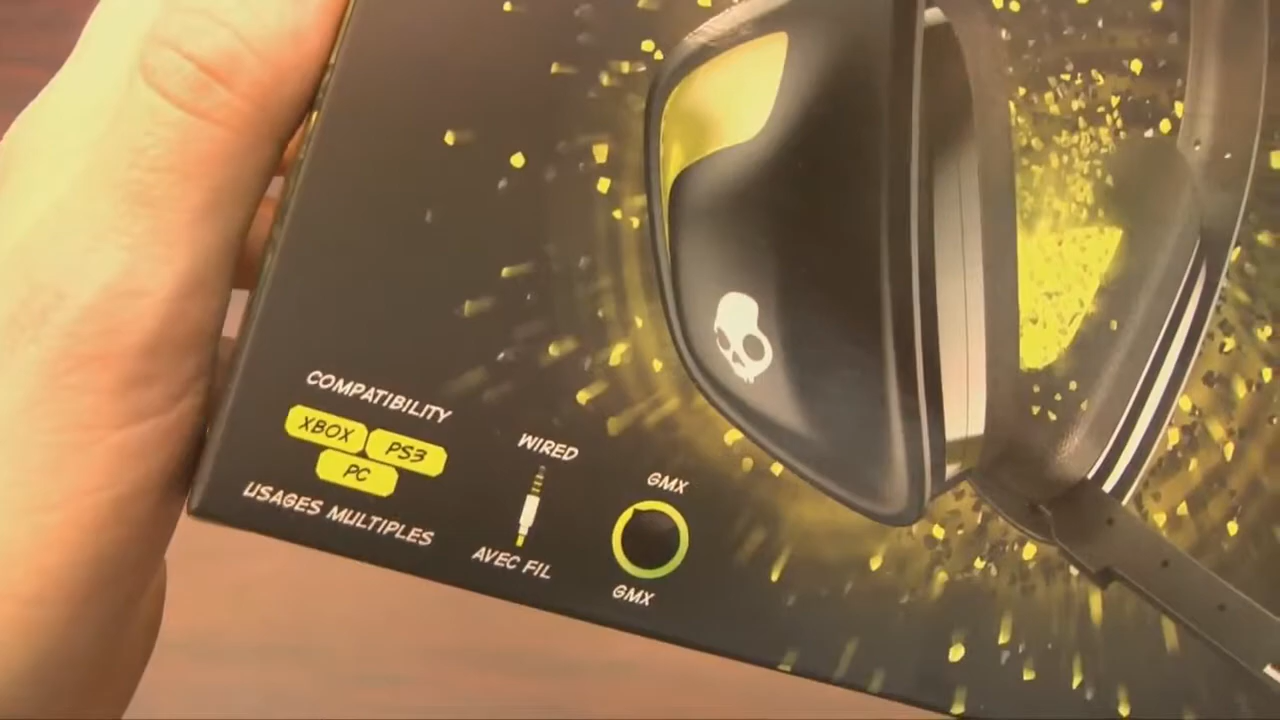 COMPATIBILITY
XBOX
PS3
PC
USAGES MULTIPLES
WIRED
AVEC FIL
GMX
GMX